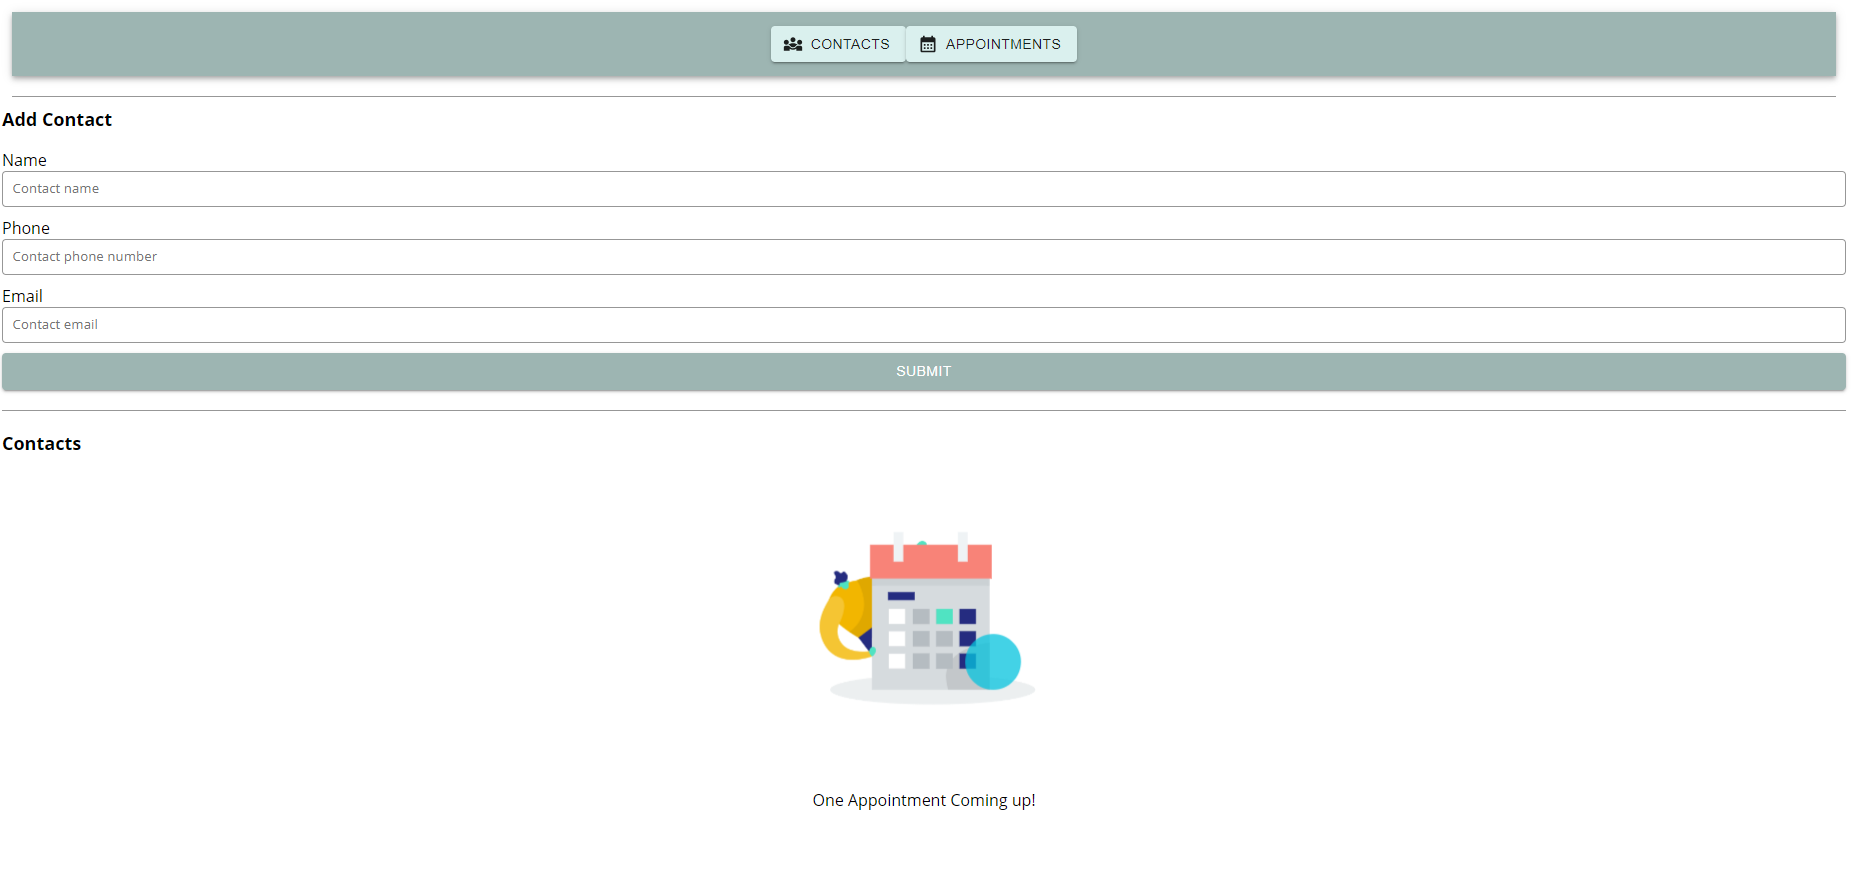 CONTACTS APPOINTMENTS
Add Contact
Name
Contact name
Phone
Contact phone number
Email
Contact email
SUBMIT
Contacts
One Appointment Coming up!